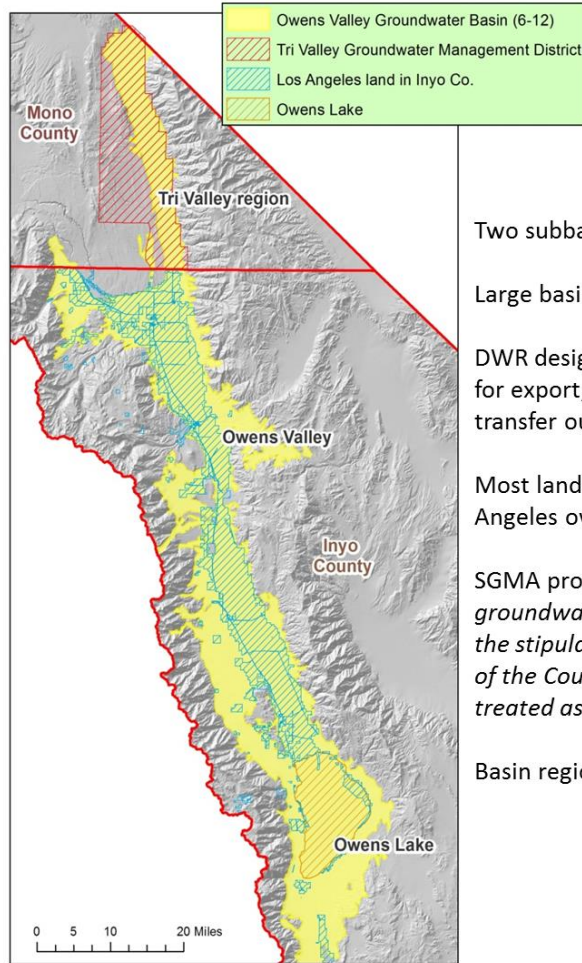 Owens Valley Groundwater Basin (6-12)
Tri Valley Groundwater Management District
Los Angeles land in Inyo Co.
Owens Lake
Mono
County
Tri Valley region
Owens Valley
Inyo
County
Owens Lake
0 5 10 20 Miles
Two subba
Large basi
DWR desig
for export,
transfer ou
Most land
Angeles ov
SGMA pro
groundwa
the stipula
of the Cou
treated as
Basin regio